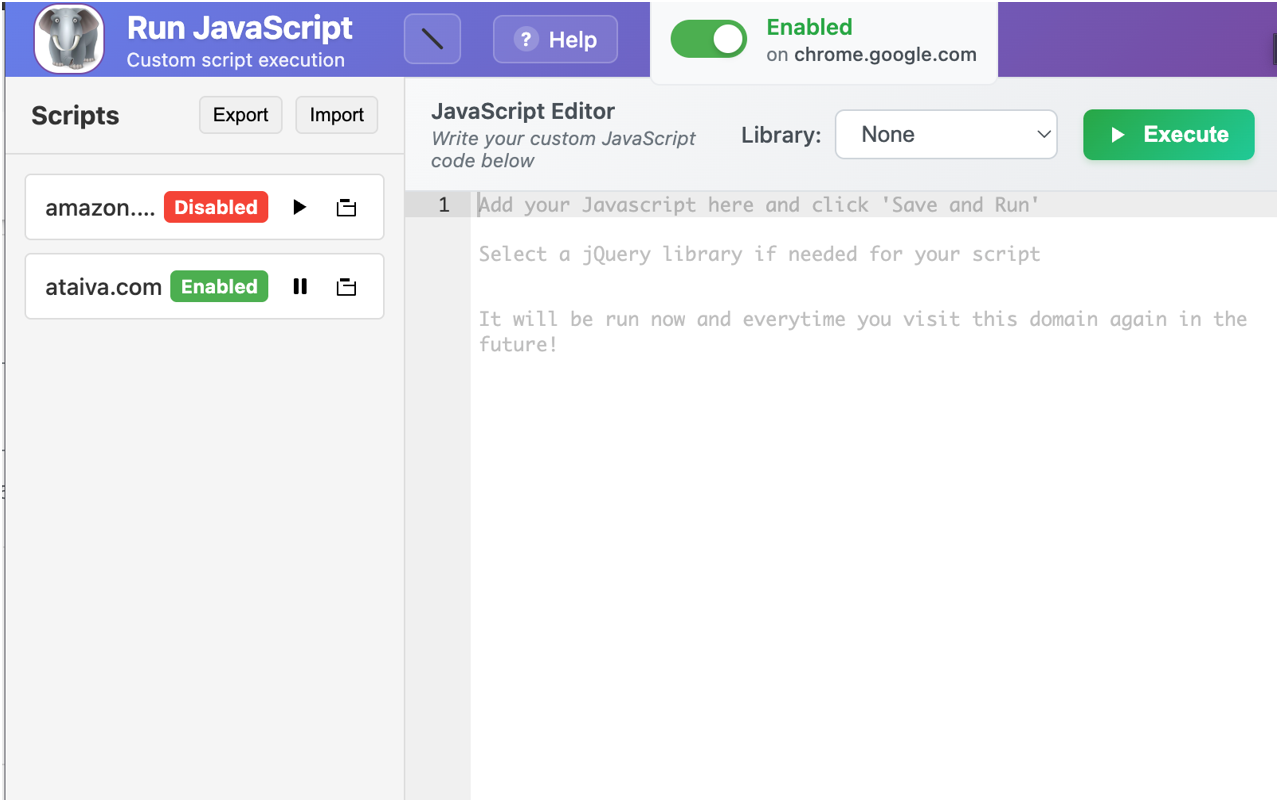 Run JavaScript
Custom script execution
? Help
Enabled
on chrome.google.com
Scripts
Export
Import
amazon....
Disabled
ataiva.com
Enabled
JavaScript Editor
Write your custom JavaScript
code below
Library:
None
Execute
1
Add your Javascript here and click 'Save and Run'
Select a jQuery library if needed for your script
It will be run now and everytime you visit this domain again in the
future!